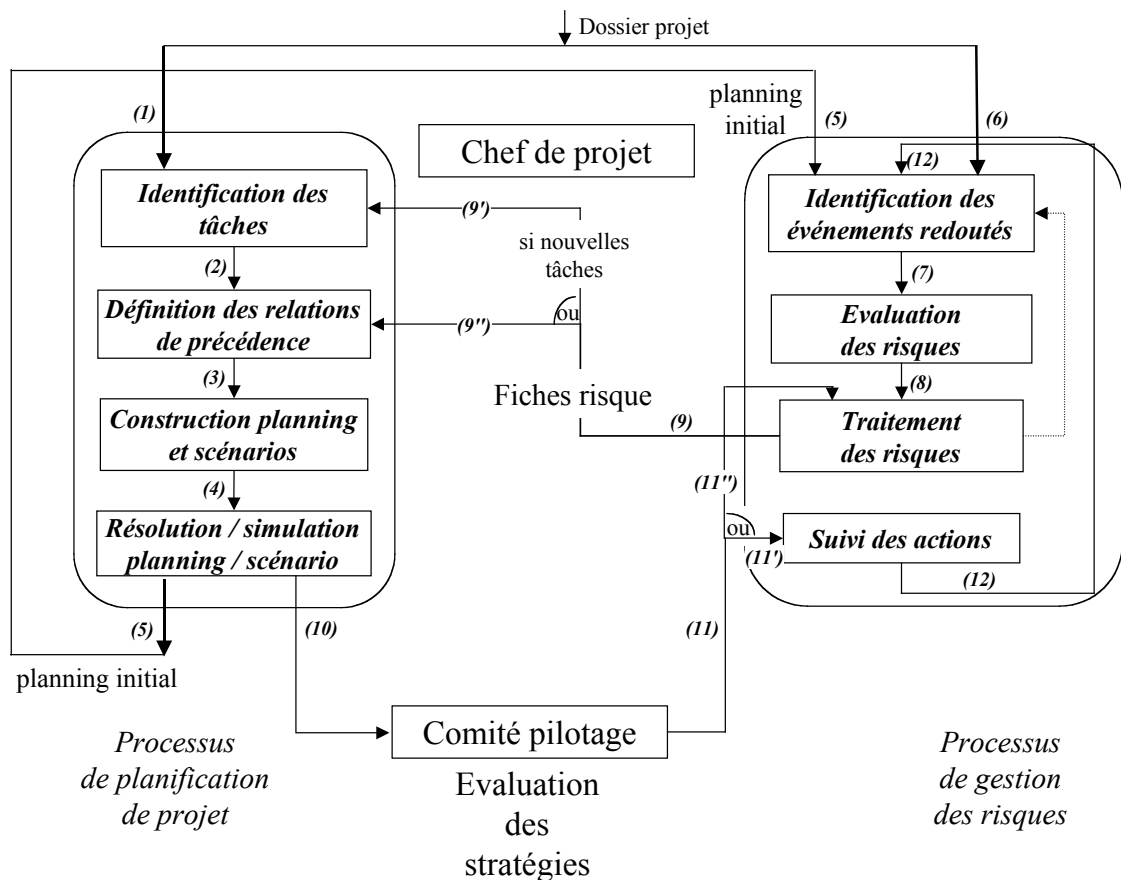 Dossier projet
planning
initial
(1)
(5)
(6)
Chef de projet
(12)
Identification des
tâches
(9')
Identification des
événements redoutés
si nouvelles
tâches
(2)
(7)
Définition des relations
de précédence
(9'')
ou
Evaluation
des risques
(3)
(8)
Fiches risque
Construction planning
et scénarios
(9)
Traitement
des risques
(4)
(11'')
Résolution / simulation
planning / scénario
ou
Suivi des actions
(11')
(12)
(5)
(10)
(11)
planning initial
Comité pilotage
Processus
de planification
de projet
Evaluation
des
stratégies
Processus
de gestion
des risques